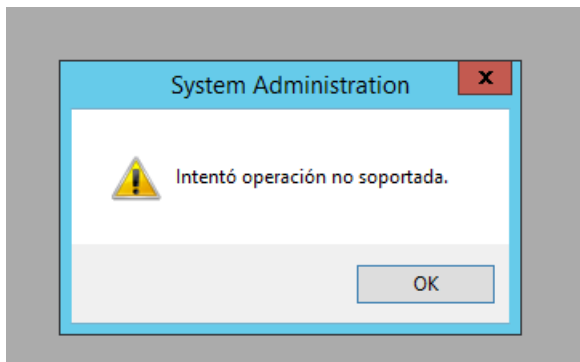 System Administration
x
Intentó operación no soportada.
OK